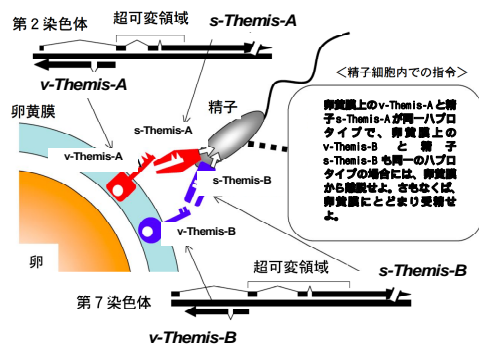 第2染色体
超可変領域
s-Themis-A
v-Themis-A
卵黄膜
精子
s-Themis-A
v-Themis-A
s-Themis-B
v-Themis-B
卵
＜精子細胞内での指令＞
卵黄膜上のv-Themis-Aと精
子s-Themis-Aが同一ハプロ
タイプで、卵黄膜上の
v-Themis-B と 精子
s-Themis-Bも同一のハプロ
タイプの場合には、卵黄膜
から離脱せよ。さもなくば、
卵黄膜にとどまり受精せ
よ。
超可変領域
s-Themis-B
第7染色体
v-Themis-B